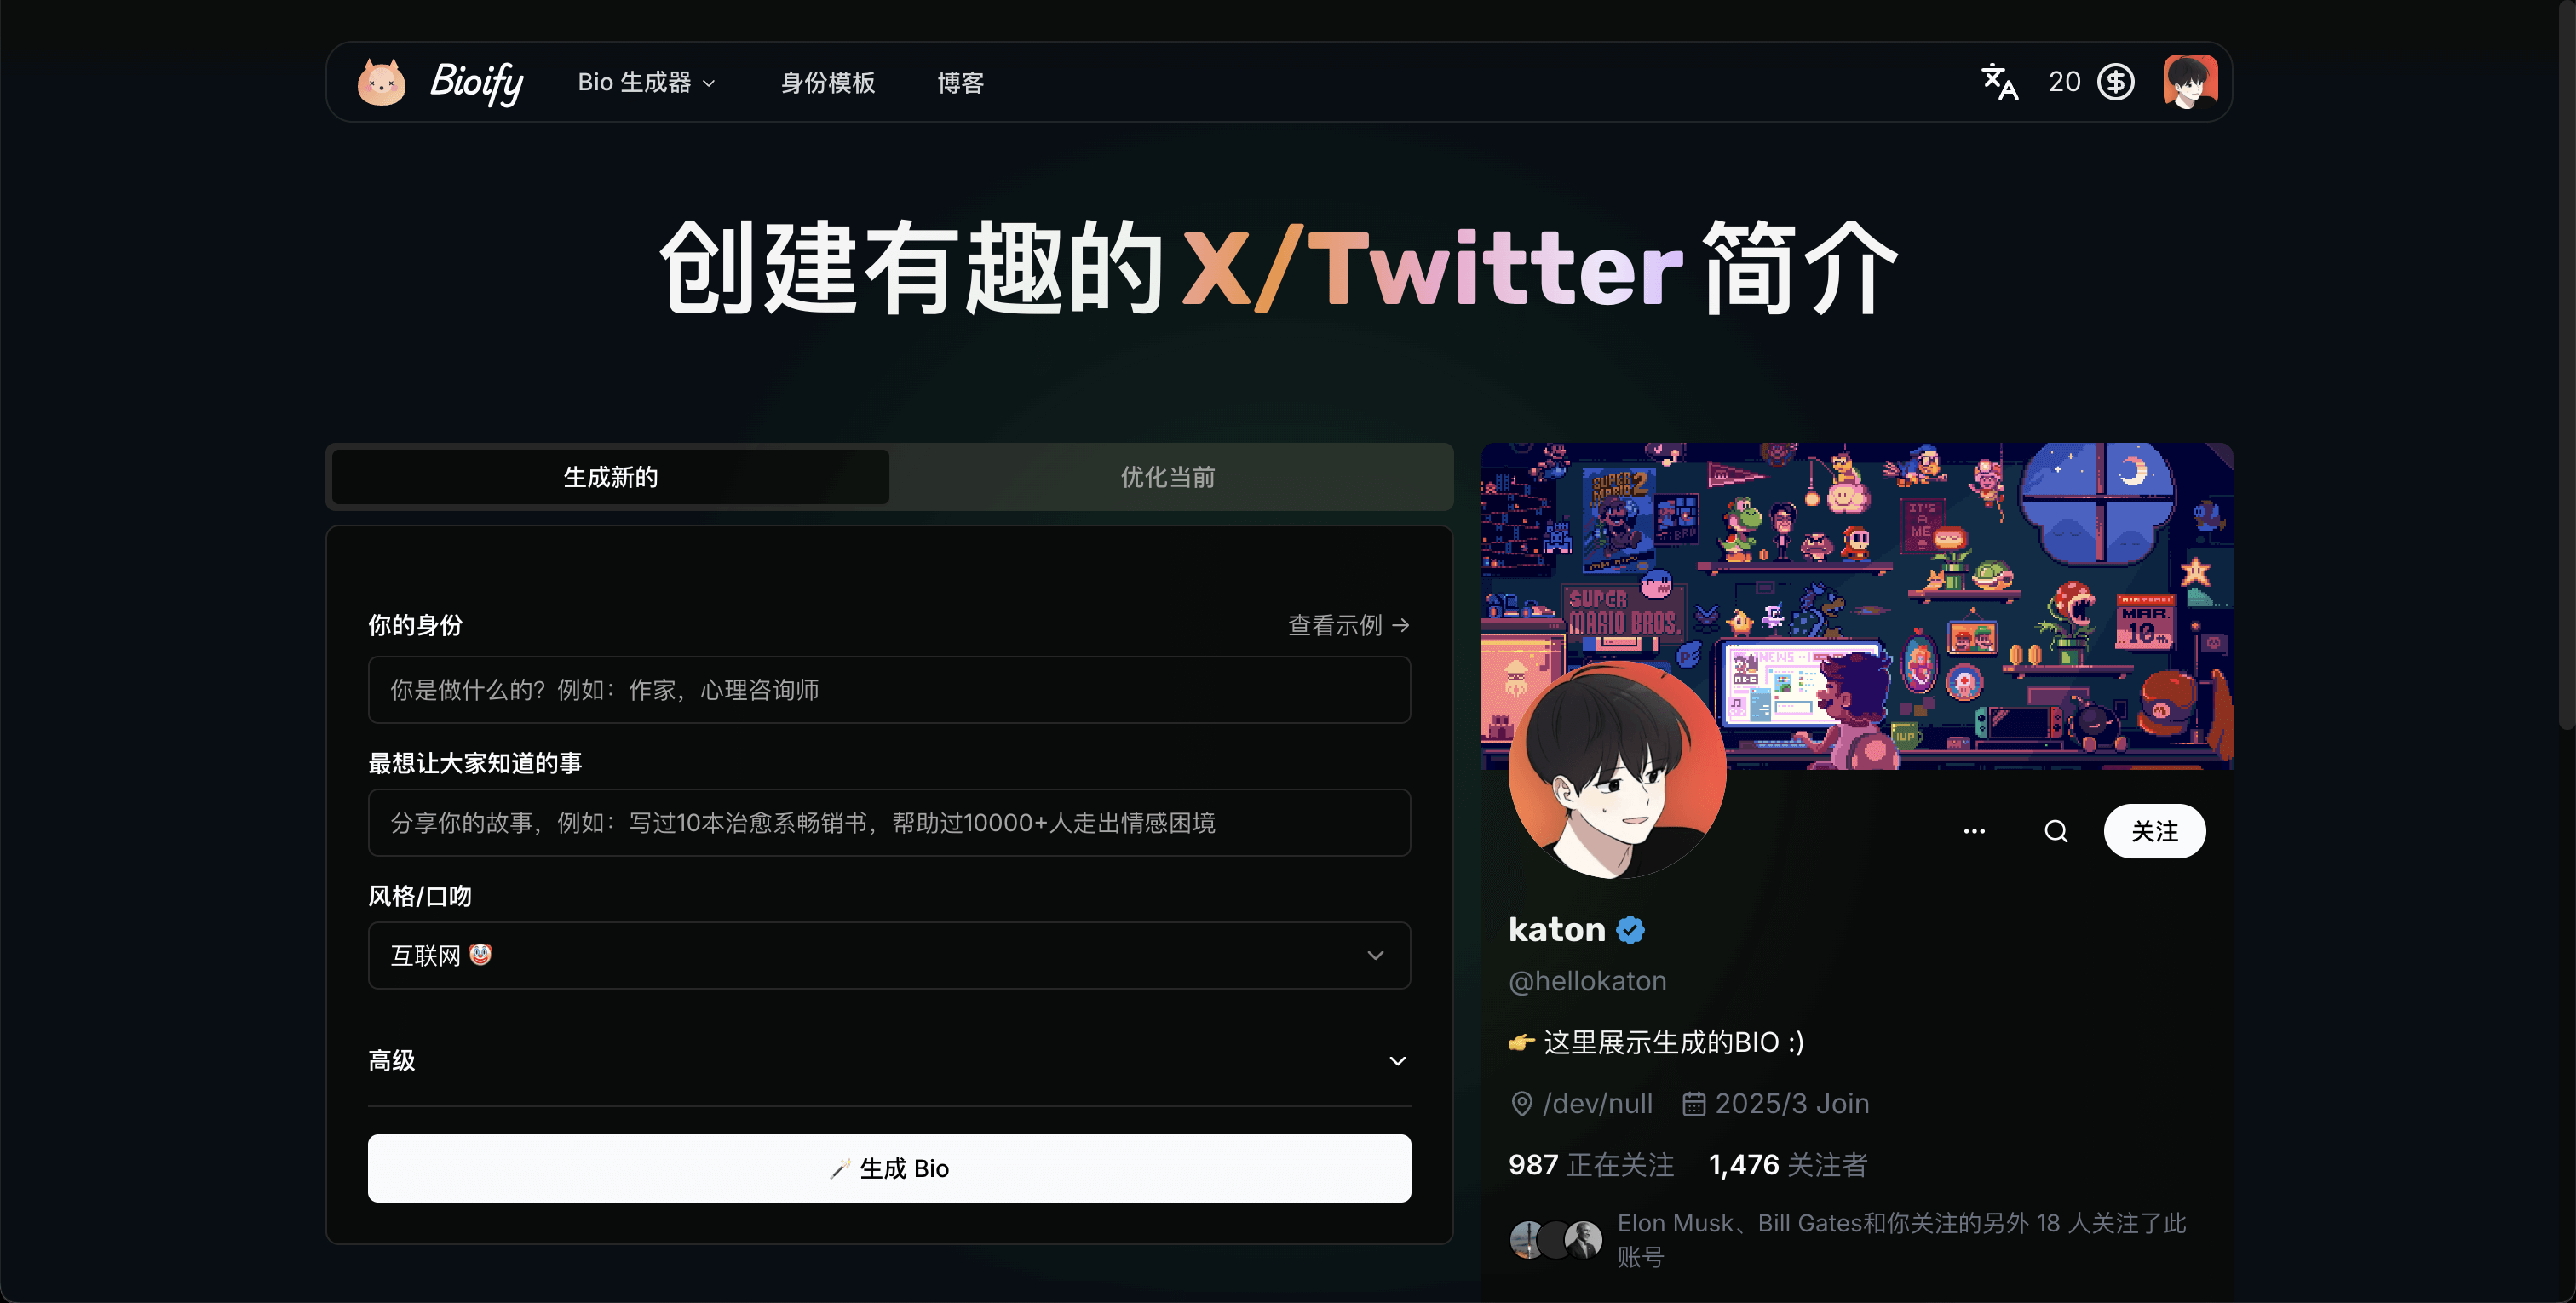 Bioify
Bio 生成器
身份模板
博客
20
创建有趣的 X/Twitter 简介
生成新的
优化当前
你的身份
查看示例 →
你是做什么的？例如：作家，心理咨询师
最想让大家知道的事
分享你的故事，例如：写过10本治愈系畅销书，帮助过10000+人走出情感困境
风格/口吻
互联网 🤡
高级
🪄 生成 Bio
SUPER
MARIO 2
IT'S
A
ME
SUPER
MARIO BROS.
NEWS
NINTENDO
MAR.
10th
1UP
关注
katon
@hellokaton
👉 这里展示生成的BIO :)
/dev/null
2025/3 Join
987 正在关注
1,476 关注者
Elon Musk、Bill Gates和你关注的另外 18 人关注了此
账号